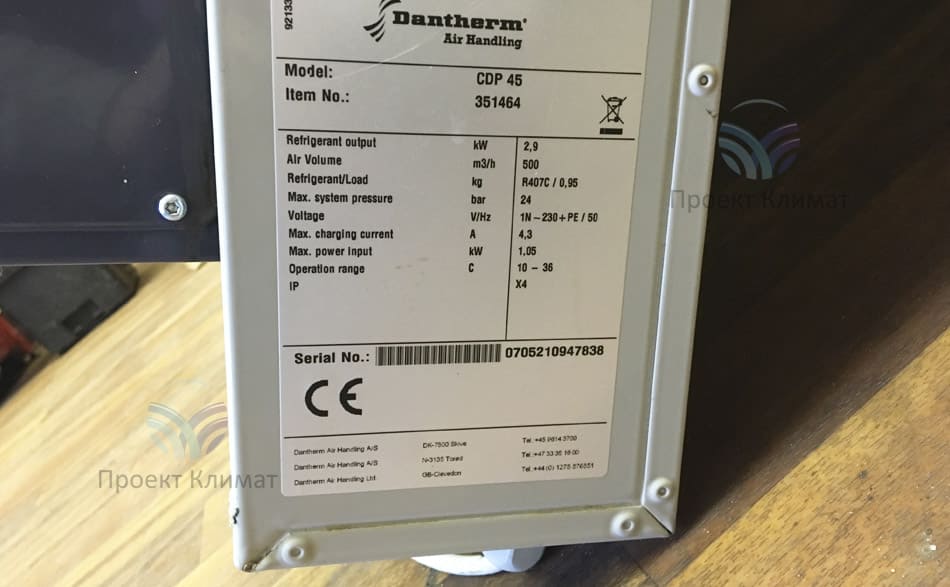 92133
Dantherm®
Air Handling
Model: CDP 45
Item No.: 351464
Refrigerant output kW 2,9
Air Volume m3/h 500
Refrigerant/Load kg R407C / 0,95
Max. system pressure bar 24
Voltage V/Hz 1N~230+PE / 50
Max. charging current A 4,3
Max. power input kW 1,05
Operation range C 10 - 36
IP X4
Serial No.: 0705210947838
CE
Dantherm Air Handling A/S DK-7800 Skive Tel.:+45 9614 3700
Dantherm Air Handling A/S N-3135 Torød Tel.:+47 33 35 16 00
Dantherm Air Handling Ltd GB-Clevedon Tel.:+44 (0) 1275 876851
Проект Климат
Проект Климат